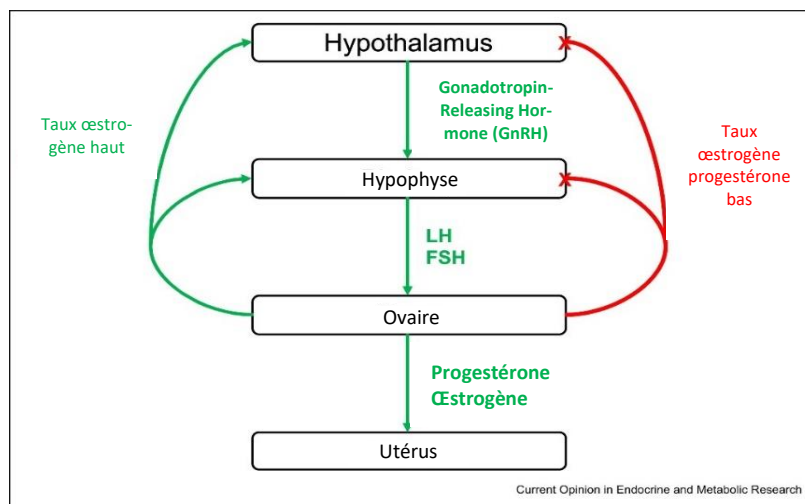 Hypothalamus
Gonadotropin-
Releasing Hor-
mone (GnRH)
Taux œstro-
gène haut
Taux
œstrogène
progestérone
bas
Hypophyse
LH
FSH
Ovaire
Progestérone
Œstrogène
Utérus
Current Opinion in Endocrine and Metabolic Research